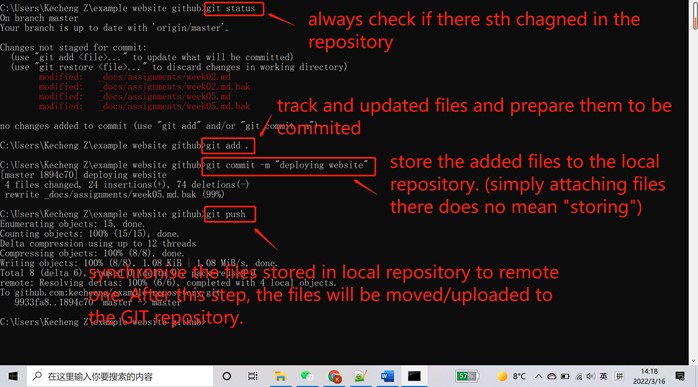 C:\Users\Kecheng Z\example website github>git status
On branch master
Your branch is up to date with 'origin/master'.
always check if there sth chagned in the
repository
Changes not staged for commit:
(use "git add <file>..." to update what will be committed)
(use "git restore <file>..." to discard changes in working directory)
modified: _docs/assignments/week02.md
modified: _docs/assignments/week02.md.bak
modified: _docs/assignments/week05.md
modified: _docs/assignments/week05.md.bak
track and updated files and prepare them to be
commited
no changes added to commit (use "git add" and/or "git commit -a")
C:\Users\Kecheng Z\example website github>git add .
C:\Users\Kecheng Z\example website github>git commit -m "deploying website"
[master 1894c70] deploying website
4 files changed, 24 insertions(+), 74 deletions(-)
rewrite _docs/assignments/week05.md.bak (99%)
store the added files to the local
repository. (simply attaching files
there does no mean "storing")
C:\Users\Kecheng Z\example website github>git push
Enumerating objects: 15, done.
Counting objects: 100% (15/15), done.
Delta compression using up to 12 threads
Compressing objects: 100% (8/8), done.
Writing objects: 100% (8/8), 1.08 KiB | 1.08 MiB/s, done.
Total 8 (delta 6), reused 0
remote: Resolving deltas: 100% (6/6), completed with 4 local objects.
To github.com:
9933fa8..1894c70 master -> master
synchronise the files stored in local repository to remote
one. After this step, the files will be moved/uploaded to
the GIT repository.
C:\Users\Kecheng Z\example website github>
在这里输入你要搜索的内容
57%
8°C
英
拼
14:18
2022/3/16